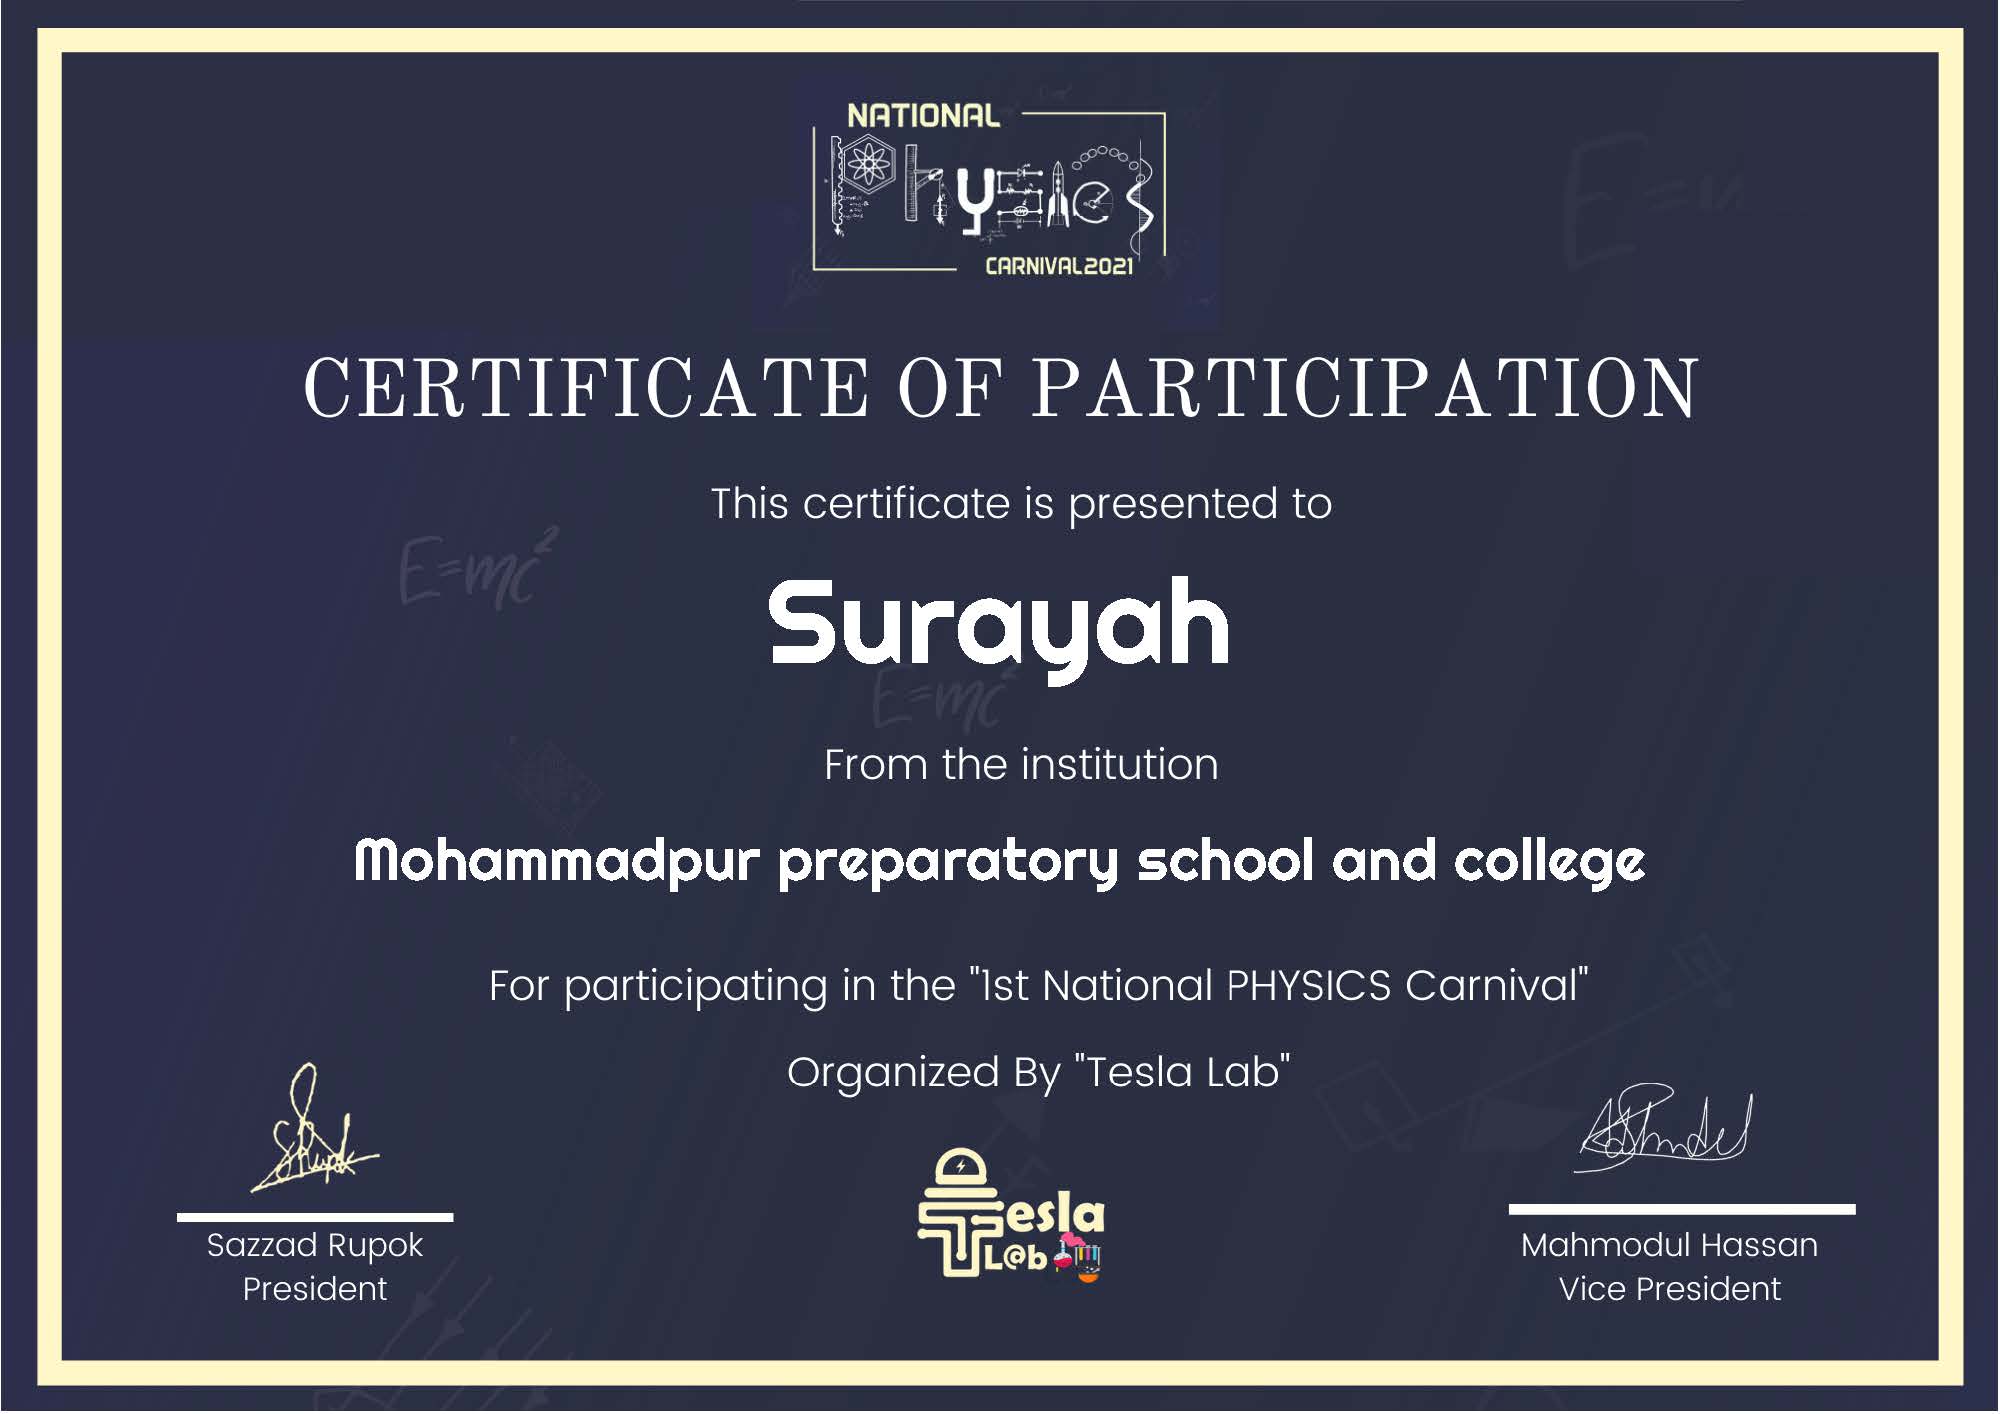 NATIONAL
Physics
CARNIVAL2021
CERTIFICATE OF PARTICIPATION
This certificate is presented to
E=mc²
Surayah
E=mc²
From the institution
Mohammadpur preparatory school and college
For participating in the "1st National PHYSICS Carnival"
Organized By "Tesla Lab"
Tesla
L@b
Sazzad Rupok
President
Mahmodul Hassan
Vice President